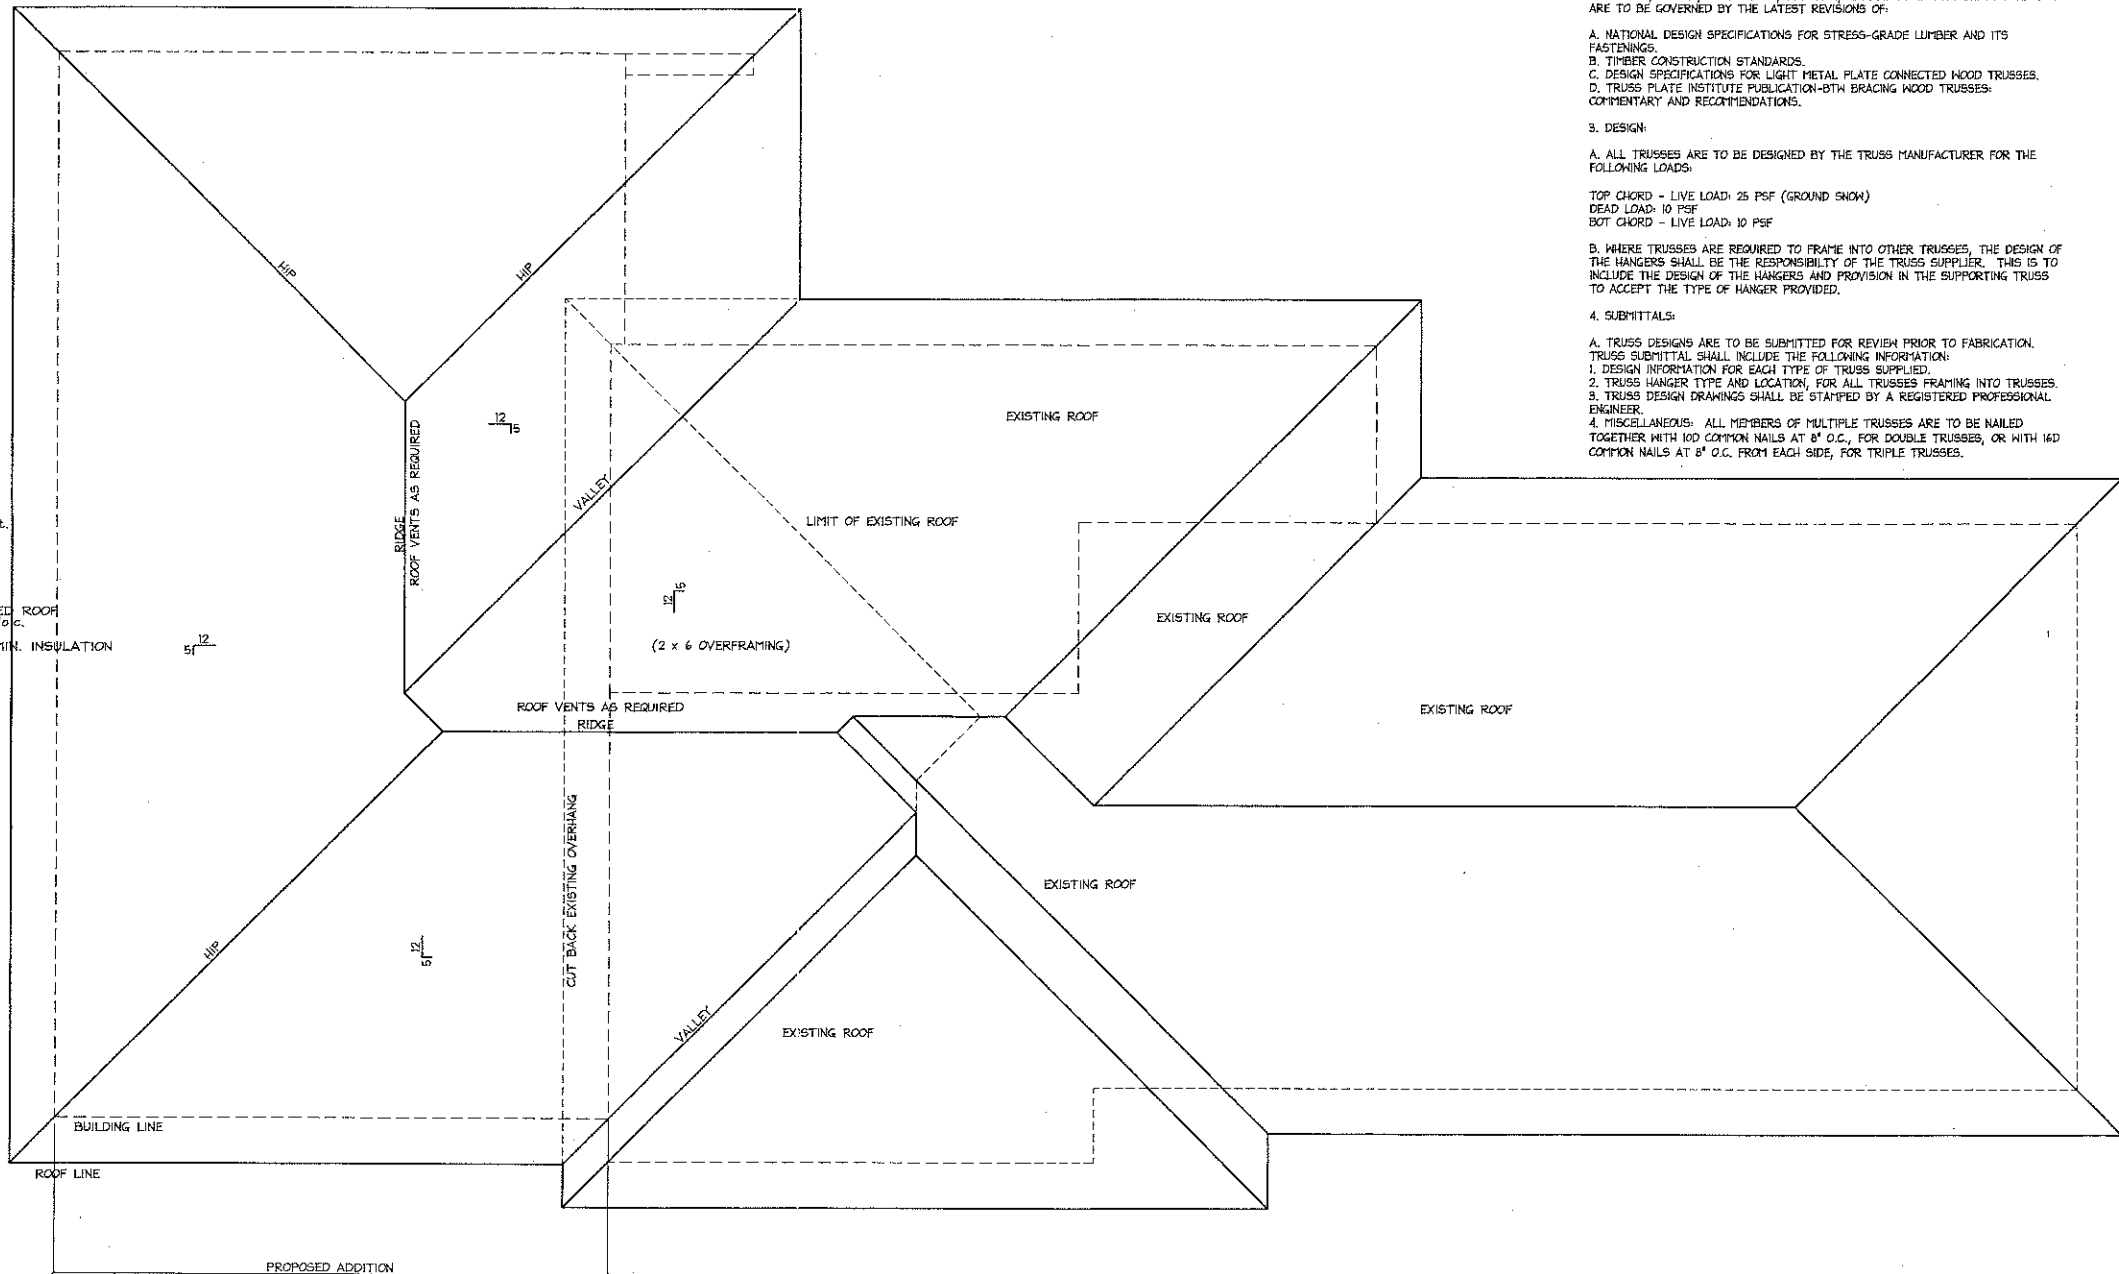 ARE TO BE GOVERNED BY THE LATEST REVISIONS OF:
A. NATIONAL DESIGN SPECIFICATIONS FOR STRESS-GRADE LUMBER AND ITS
FASTENINGS.
B. TIMBER CONSTRUCTION STANDARDS.
C. DESIGN SPECIFICATIONS FOR LIGHT METAL PLATE CONNECTED WOOD TRUSSES.
D. TRUSS PLATE INSTITUTE PUBLICATION-BTW BRACING WOOD TRUSSES:
COMMENTARY AND RECOMMENDATIONS.
3. DESIGN:
A. ALL TRUSSES ARE TO BE DESIGNED BY THE TRUSS MANUFACTURER FOR THE
FOLLOWING LOADS:
TOP CHORD - LIVE LOAD: 25 PSF (GROUND SNOW)
DEAD LOAD: 10 PSF
BOT CHORD - LIVE LOAD: 10 PSF
B. WHERE TRUSSES ARE REQUIRED TO FRAME INTO OTHER TRUSSES, THE DESIGN OF
THE HANGERS SHALL BE THE RESPONSIBILTY OF THE TRUSS SUPPLIER. THIS IS TO
INCLUDE THE DESIGN OF THE HANGERS AND PROVISION IN THE SUPPORTING TRUSS
TO ACCEPT THE TYPE OF HANGER PROVIDED.
4. SUBMITTALS:
A. TRUSS DESIGNS ARE TO BE SUBMITTED FOR REVIEW PRIOR TO FABRICATION.
TRUSS SUBMITTAL SHALL INCLUDE THE FOLLOWING INFORMATION:
1. DESIGN INFORMATION FOR EACH TYPE OF TRUSS SUPPLIED.
2. TRUSS HANGER TYPE AND LOCATION, FOR ALL TRUSSES FRAMING INTO TRUSSES.
3. TRUSS DESIGN DRAWINGS SHALL BE STAMPED BY A REGISTERED PROFESSIONAL
ENGINEER.
4. MISCELLANEOUS: ALL MEMBERS OF MULTIPLE TRUSSES ARE TO BE NAILED
TOGETHER WITH 10D COMMON NAILS AT 8" O.C., FOR DOUBLE TRUSSES, OR WITH 16D
COMMON NAILS AT 8" O.C. FROM EACH SIDE, FOR TRIPLE TRUSSES.
HIP
HIP
12
5
EXISTING ROOF
RIDGE
ROOF VENTS AS REQUIRED
VALLEY
LIMIT OF EXISTING ROOF
12
5
(2 x 6 OVERFRAMING)
EXISTING ROOF
ROOF
O.C.
INSULATION
12
5
ROOF VENTS AS REQUIRED
RIDGE
EXISTING ROOF
CUT BACK EXISTING OVERHANG
EXISTING ROOF
HIP
12
5
VALLEY
EXISTING ROOF
BUILDING LINE
ROOF LINE
PROPOSED ADDITION